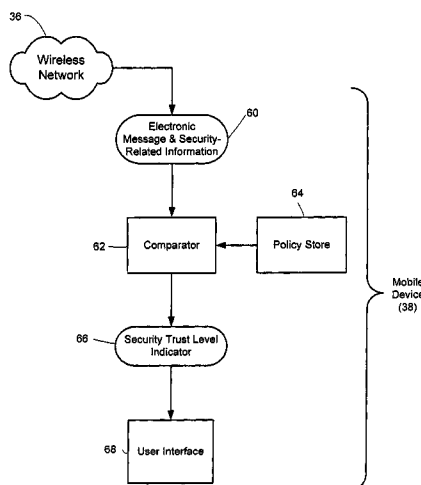 36
Wireless
Network
Electronic
Message & Security-
Related Information
60
62
Comparator
64
Policy Store
Mobile
Device
(38)
66
Security Trust Level
Indicator
68
User Interface